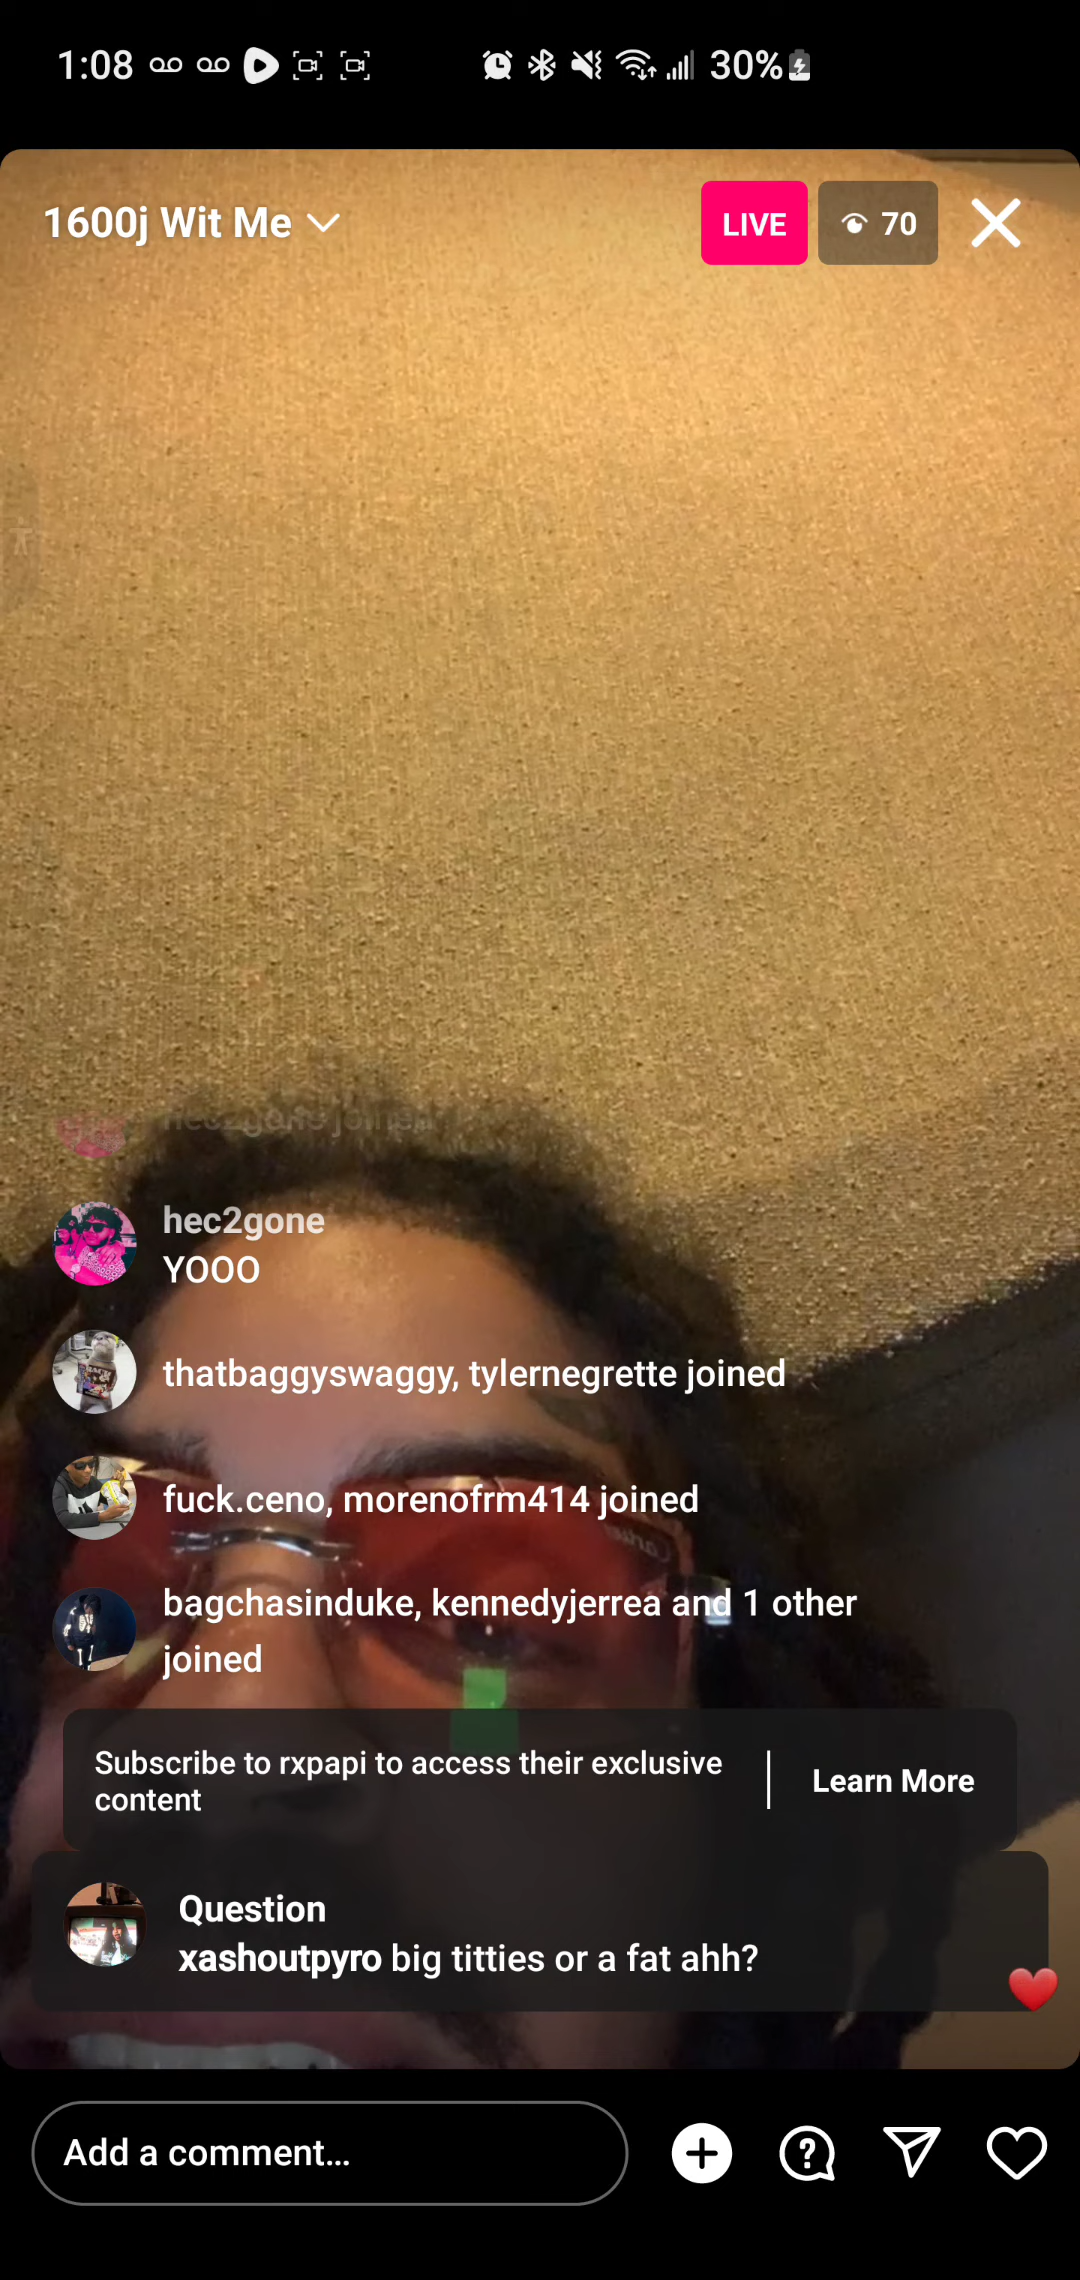 1:08
30%
1600j Wit Me
LIVE
70
hec2gone joined
hec2gone
YOOO
thatbaggyswaggy, tylernegrette joined
fuck.ceno, morenofrm414 joined
bagchasinduke, kennedyjerrea and 1 other
joined
Subscribe to rxpapi to access their exclusive
content
Learn More
Question
xashoutpyro big titties or a fat ahh?
Add a comment...